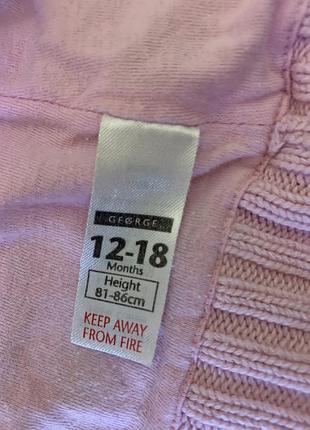 GEORGE
12-18
Months
Height
81-86cm
KEEP AWAY
FROM FIRE